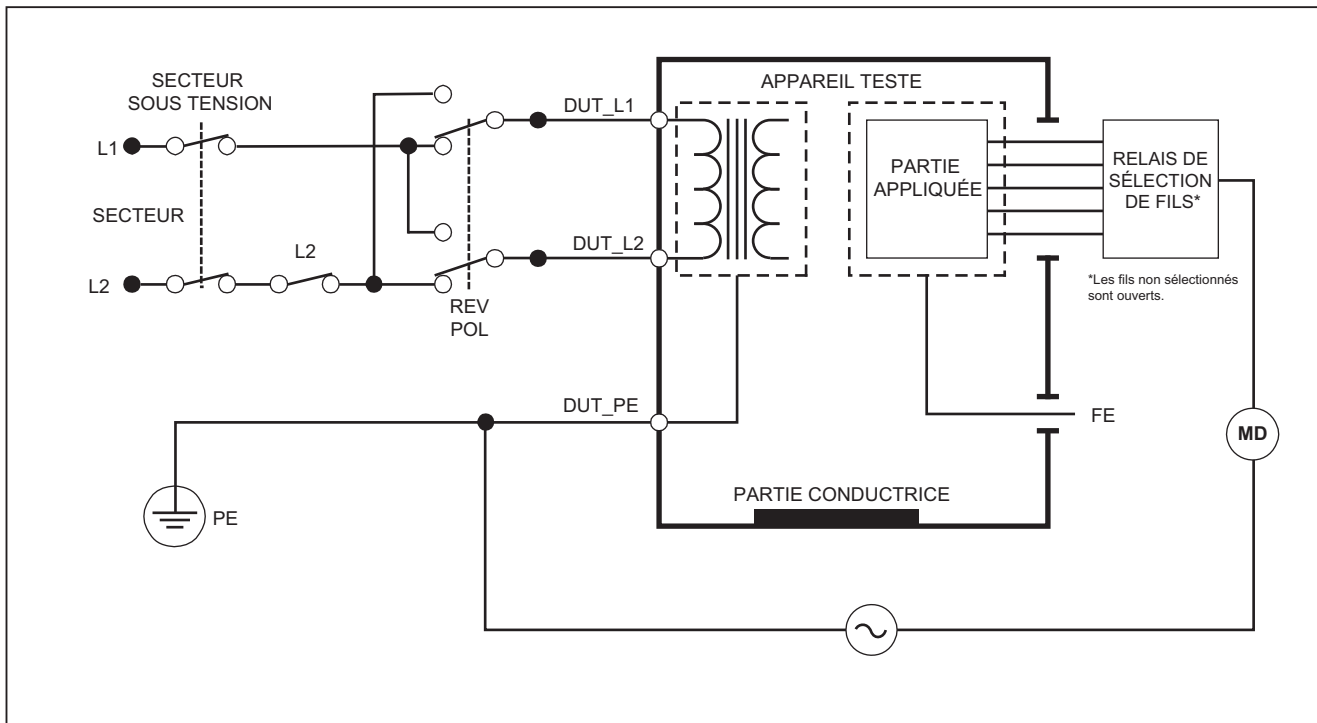 SECTEUR
SOUS TENSION
L1
SECTEUR
L2
L2
REV
POL
DUT_L1
DUT_L2
DUT_PE
PE
APPAREIL TESTE
PARTIE
APPLIQUÉE
RELAIS DE
SÉLECTION
DE FILS*
*Les fils non sélectionnés
sont ouverts.
FE
MD
PARTIE CONDUCTRICE